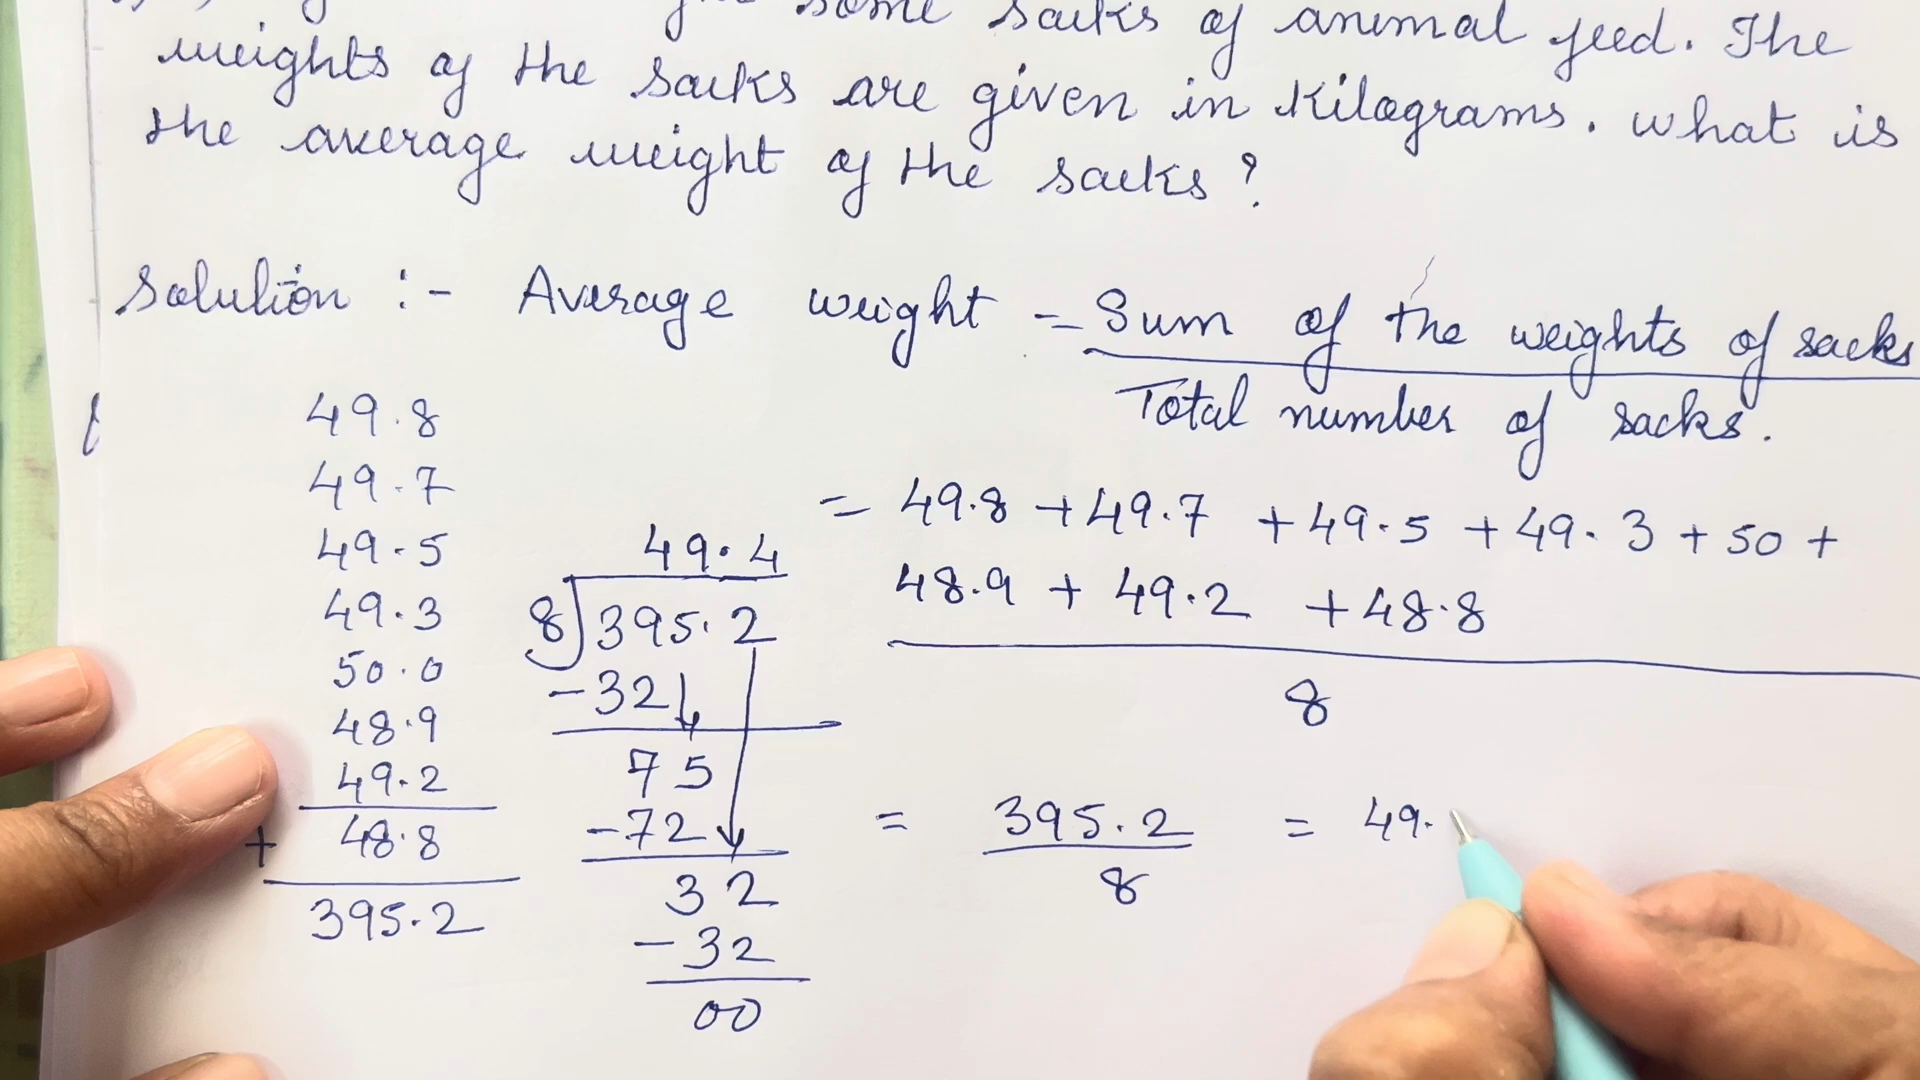 some sacks of animal feed. The
weights of the sacks are given in kilograms. what is
the average weight of the sacks?
Solution :- Average weight = Sum of the weights of sacks
Total number of sacks.
49.8
49.7
49.5
49.3
50.0
48.9
49.2
+ 48.8
395.2
49.4
8 395.2
-32
75
-72
32
-32
00
= 49.8 + 49.7 + 49.5 + 49.3 + 50 +
48.9 + 49.2 + 48.8
8
= 395.2 = 49.
8